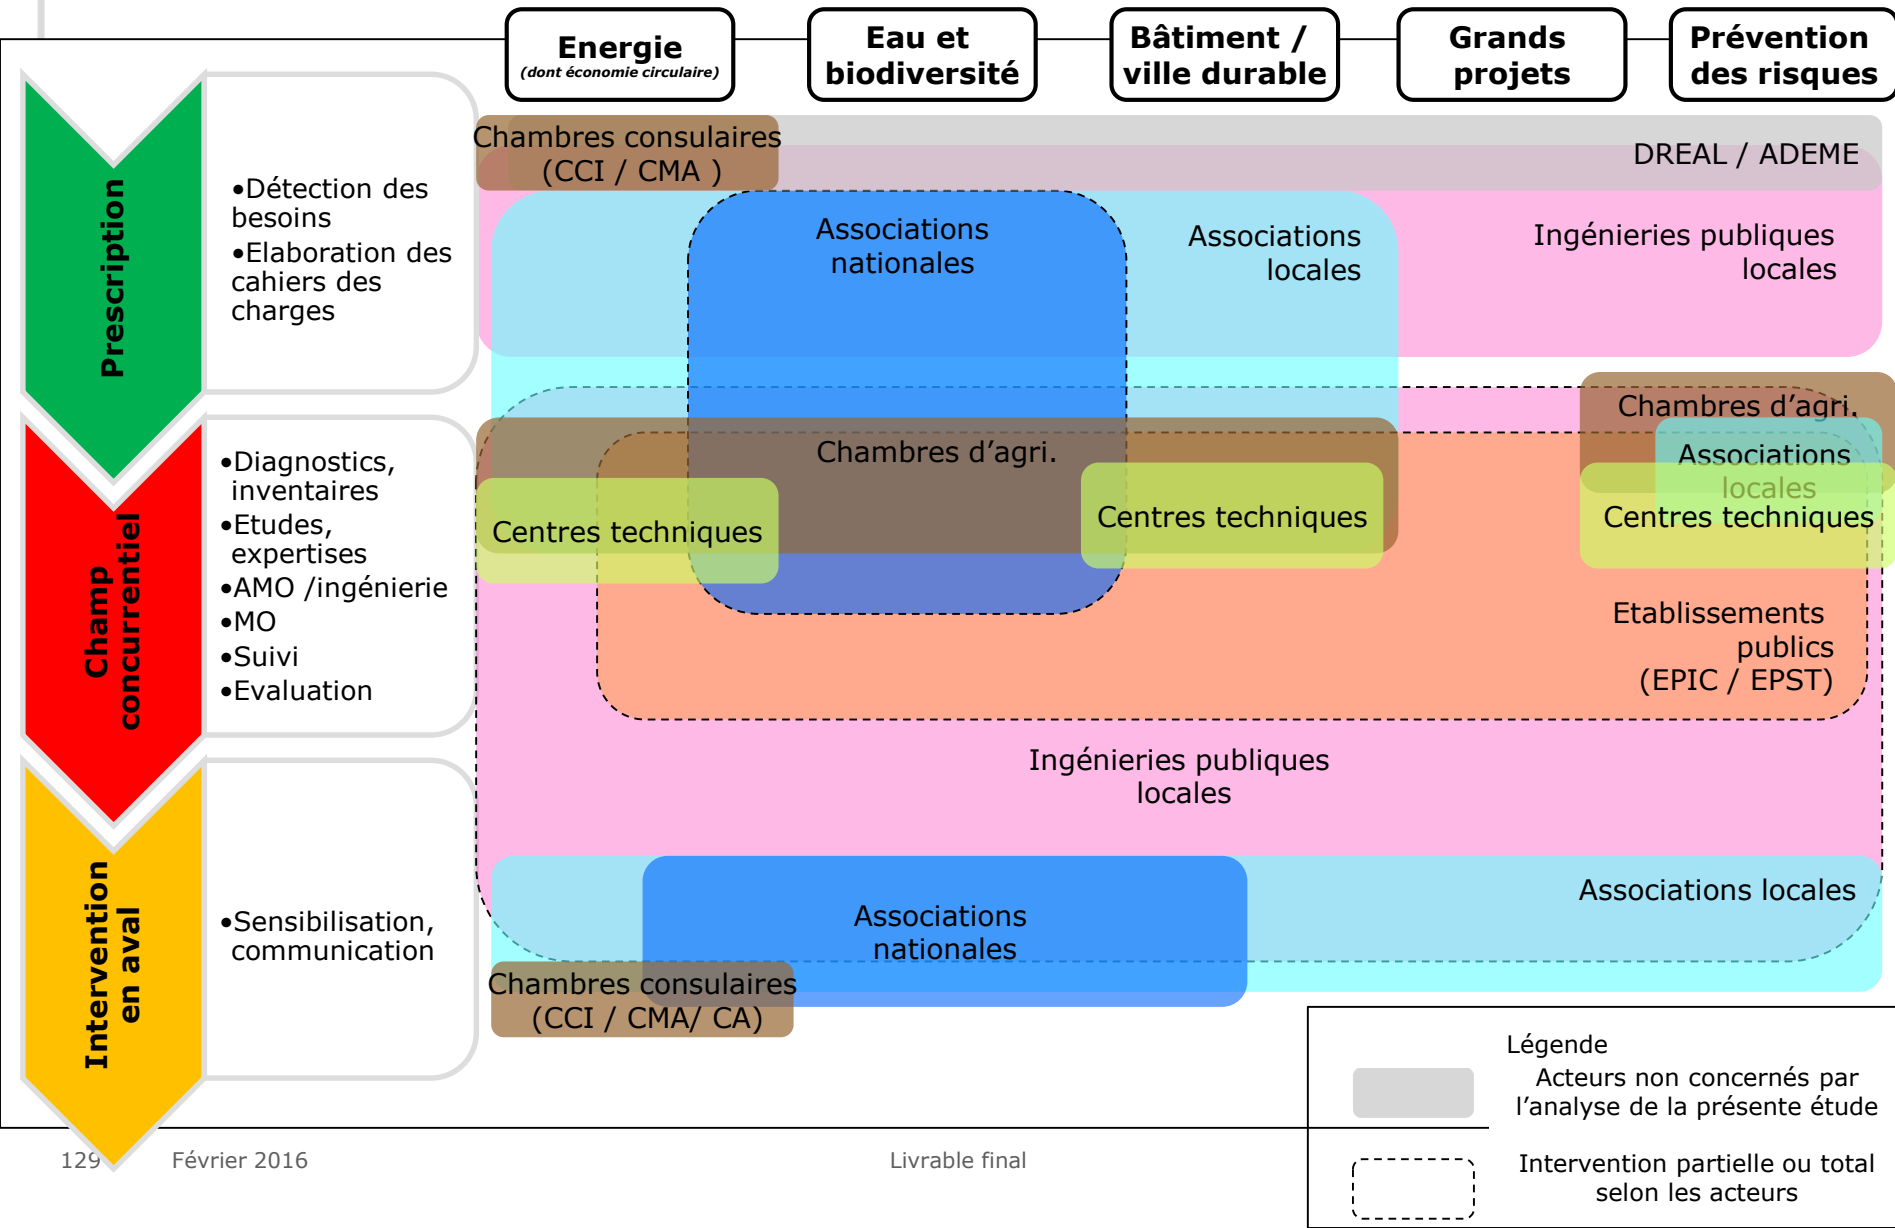 Energie
(dont économie circulaire)
Eau et
biodiversité
Bâtiment /
ville durable
Grands
projets
Prévention
des risques
Prescription
•Détection des
besoins
•Elaboration des
cahiers des
charges
Chambres consulaires
(CCI / CMA )
DREAL / ADEME
Associations
nationales
Associations
locales
Ingénieries publiques
locales
Champ
concurrentiel
•Diagnostics,
inventaires
•Etudes,
expertises
•AMO /ingénierie
•MO
•Suivi
•Evaluation
Chambres d’agri.
Chambres d’agri.
Associations
locales
Centres techniques
Centres techniques
Centres techniques
Etablissements
publics
(EPIC / EPST)
Ingénieries publiques
locales
Intervention
en aval
•Sensibilisation,
communication
Associations locales
Associations
nationales
Chambres consulaires
(CCI / CMA/ CA)
Légende
Acteurs non concernés par
l’analyse de la présente étude
Intervention partielle ou total
selon les acteurs
129
Février 2016
Livrable final